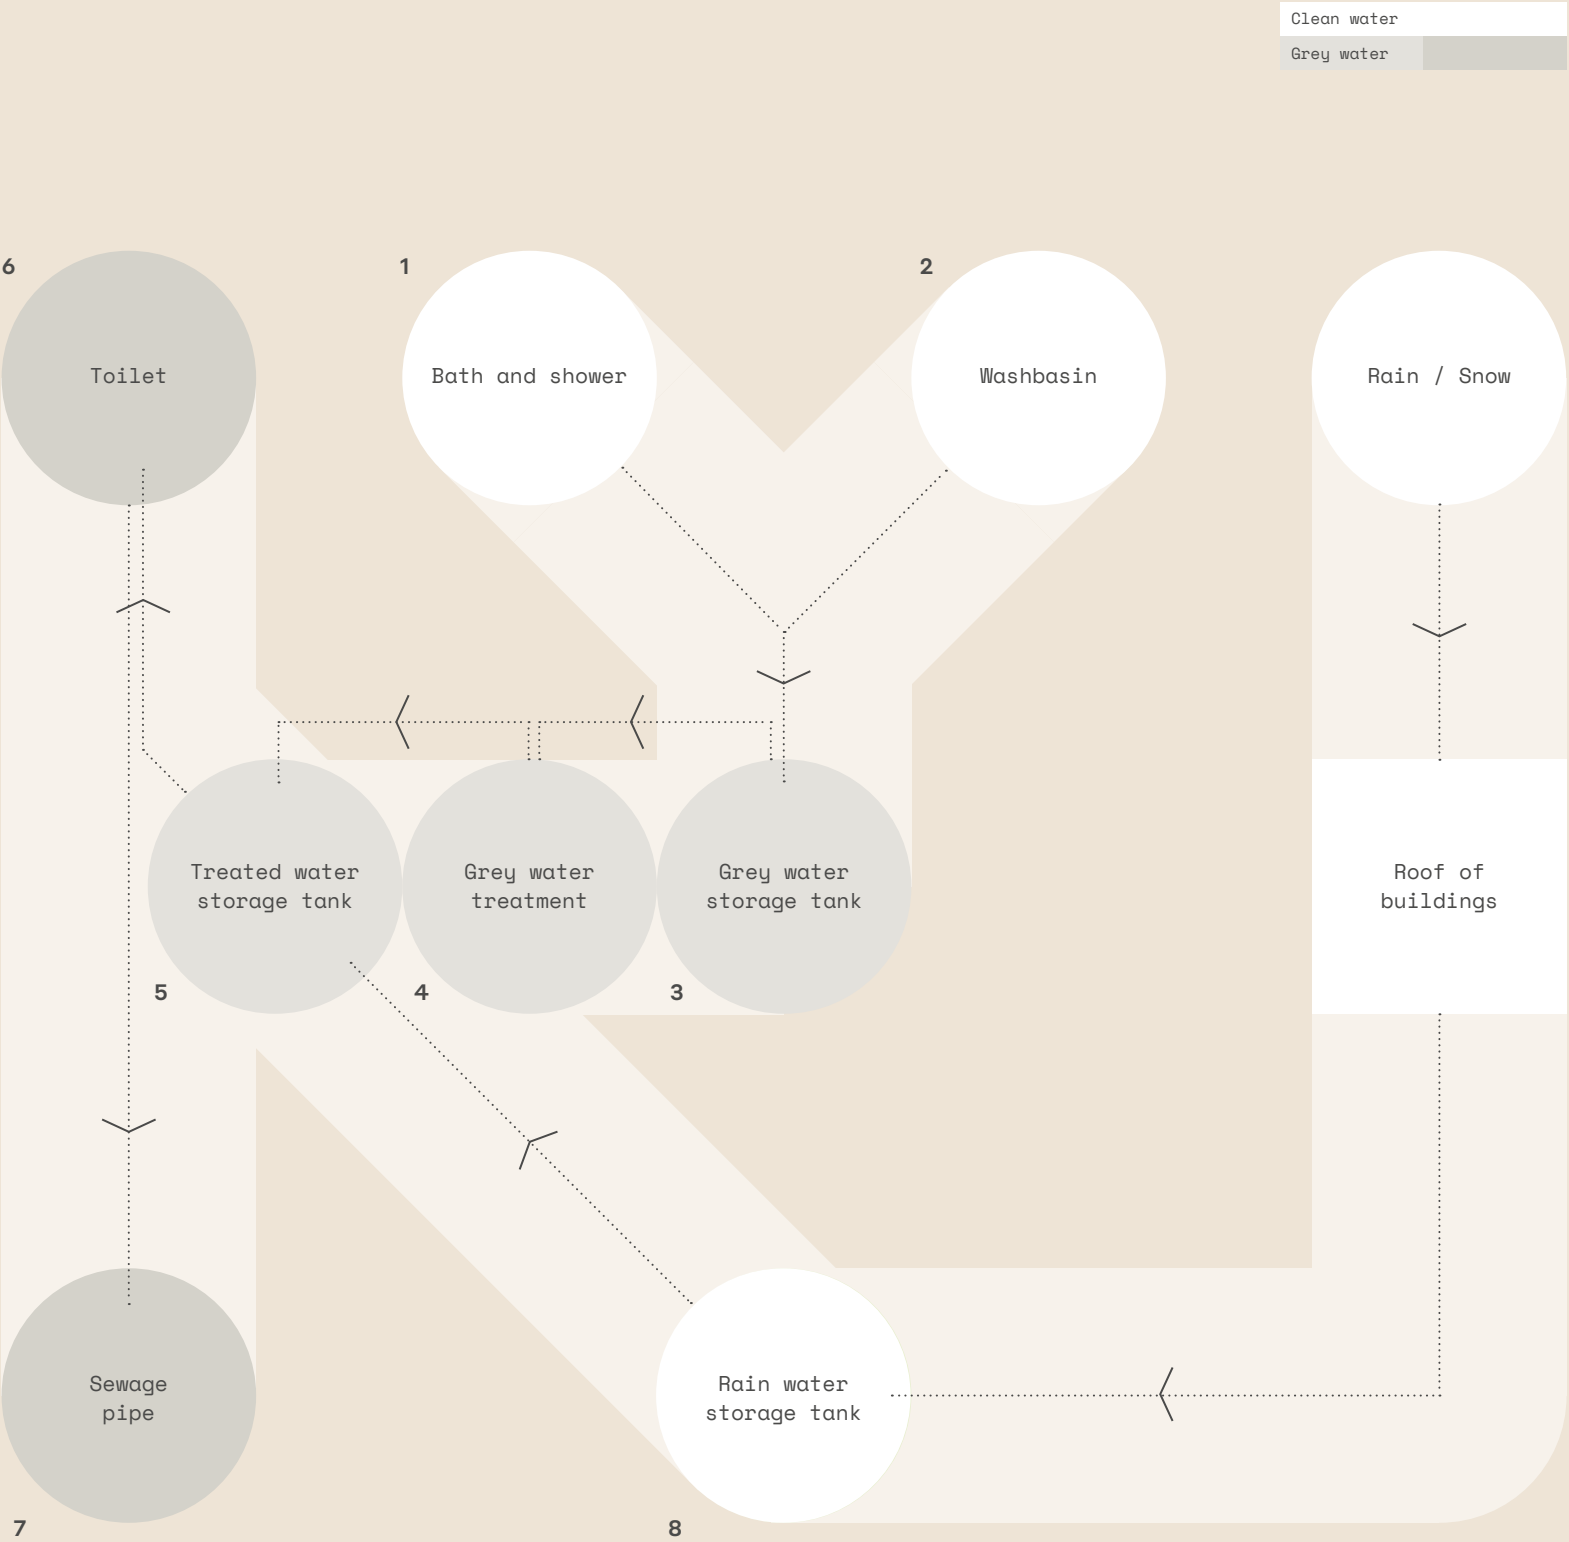 Clean water
Grey water
6
1
2
Toilet
Bath and shower
Washbasin
Rain / Snow
Treated water
storage tank
Grey water
treatment
Grey water
storage tank
Roof of
buildings
5
4
3
Sewage
pipe
Rain water
storage tank
7
8